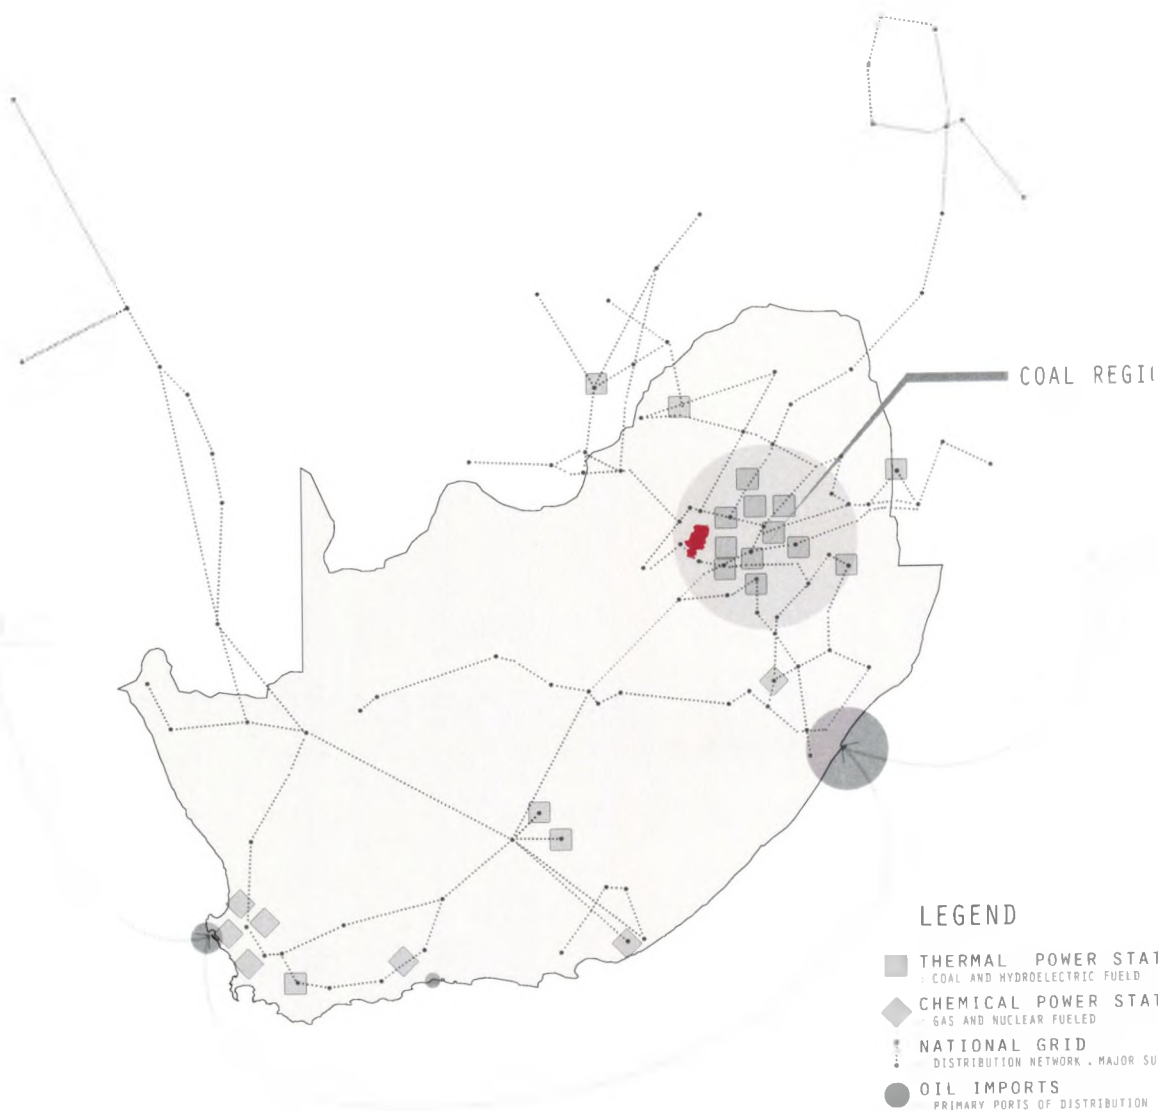 COAL REGI
LEGEND
THERMAL POWER STAT
: COAL AND HYDROELECTRIC FUELD
CHEMICAL POWER STAT
GAS AND NUCLEAR FUELED
NATIONAL GRID
DISTRIBUTION NETWORK . MAJOR SU
OIL IMPORTS
PRIMARY PORTS OF DISTRIBUTION